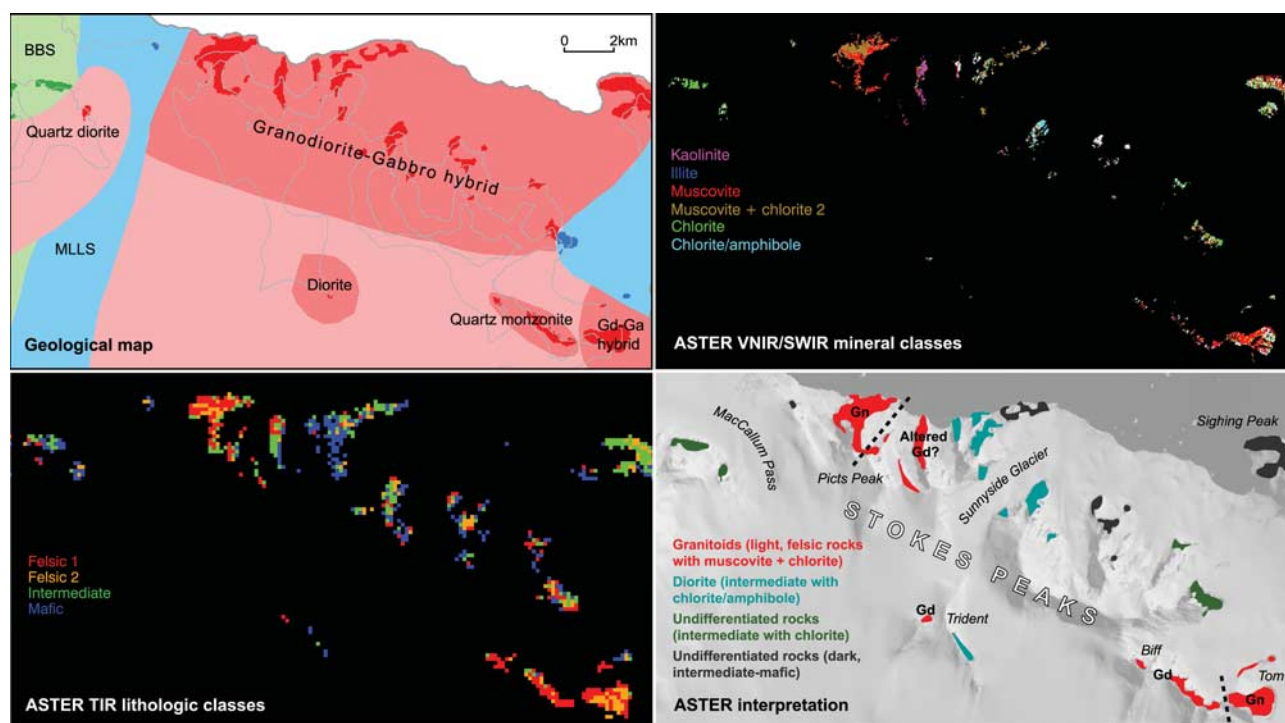 BBS
0 2km
Quartz diorite
Granodiorite-Gabbro hybrid
MLLS
Diorite
Quartz monzonite
Gd-Ga
hybrid
Geological map
Kaolinite
Illite
Muscovite
Muscovite + chlorite 2
Chlorite
Chlorite/amphibole
ASTER VNIR/SWIR mineral classes
Felsic 1
Felsic 2
Intermediate
Mafic
ASTER TIR lithologic classes
MacCallum Pass
Gn
Altered
Gd?
Picts Peak
Sunnyside Glacier
Sighing Peak
STOKES PEAKS
Granitoids (light, felsic rocks
with muscovite + chlorite)
Diorite (intermediate with
chlorite/amphibole)
Undifferentiated rocks
(intermediate with chlorite)
Undifferentiated rocks (dark,
intermediate-mafic)
Gd
Trident
Biff
Gd
Tom
Gn
ASTER interpretation